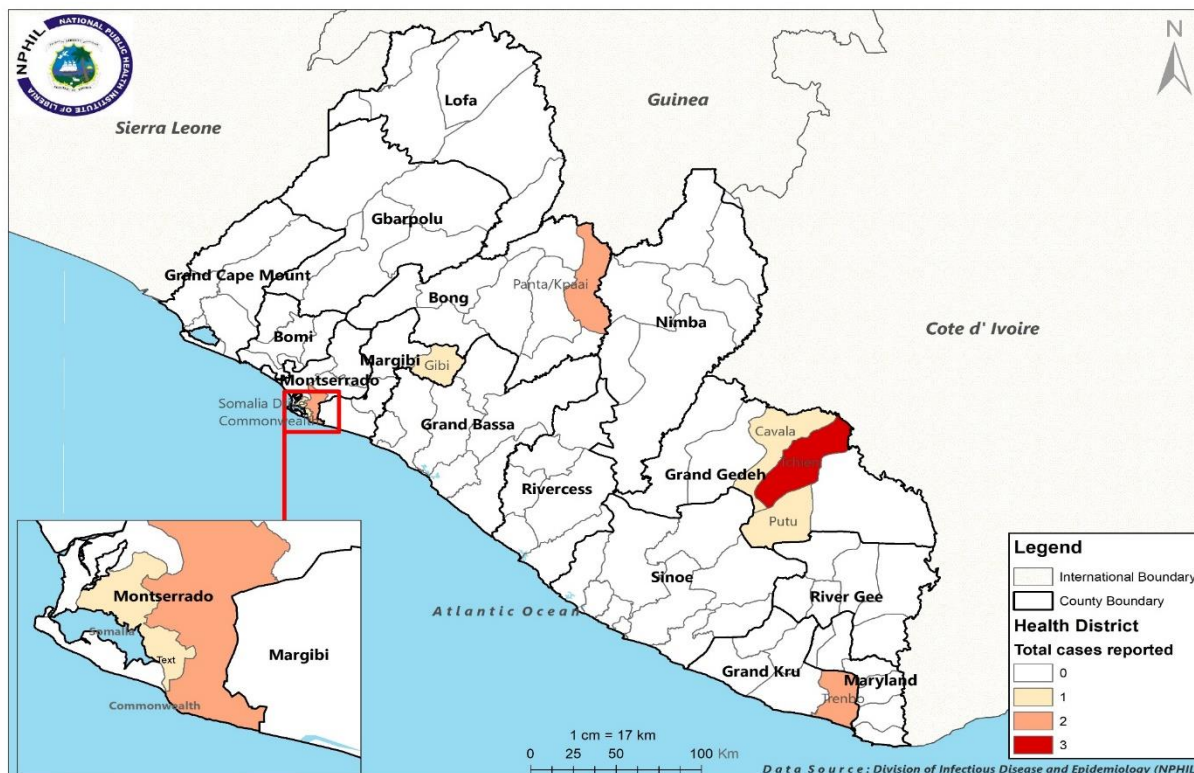 NATIONAL PUBLIC HEALTH INSTITUTE OF LIBERIA
NPHIL
N
Guinea
Sierra Leone
Lofa
Gbarpolu
Grand Cape Mount
Panta/Kpaai
Bong
Nimba
Cote d' Ivoire
Bomi
Margibi
Gibi
Montserrado
Somalia D
Commonwealth
Grand Bassa
Cavala
Grand Gedeh
Rivercess
Putu
Sinoe
River Gee
Atlantic Ocean
Grand Kru
Maryland
Trenbo
Montserrado
Somalia
Text
Margibi
Commonwealth
Legend
International Boundary
County Boundary
Health District
Total cases reported
0
1
2
3
1 cm = 17 km
0 25 50 100 Km
Data Source: Division of Infectious Disease and Epidemiology (NPHIL